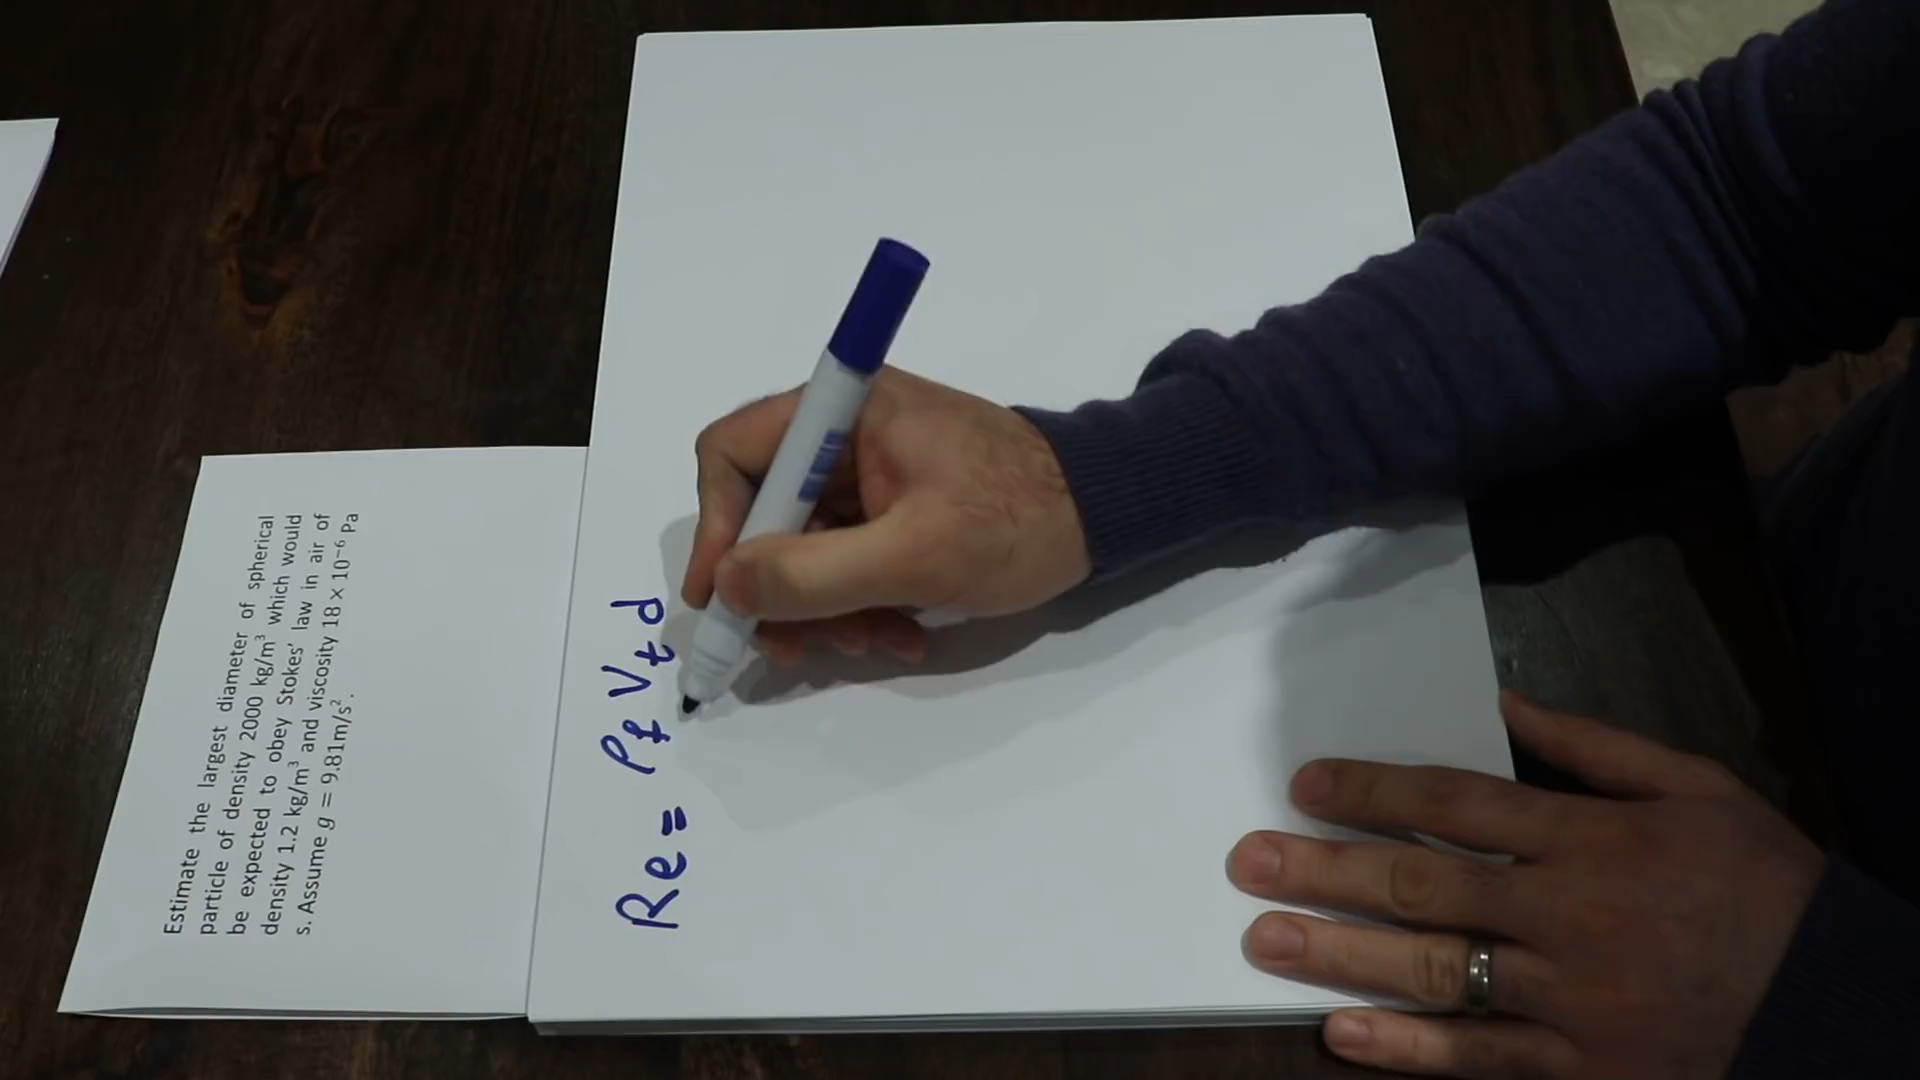 Estimate the largest diameter of spherical
particle of density 2000 kg/m³ which would
be expected to obey Stokes’ law in air of
density 1.2 kg/m³ and viscosity 18 × 10⁻⁶ Pa
s. Assume g = 9.81m/s².
Re = ρf Vt d